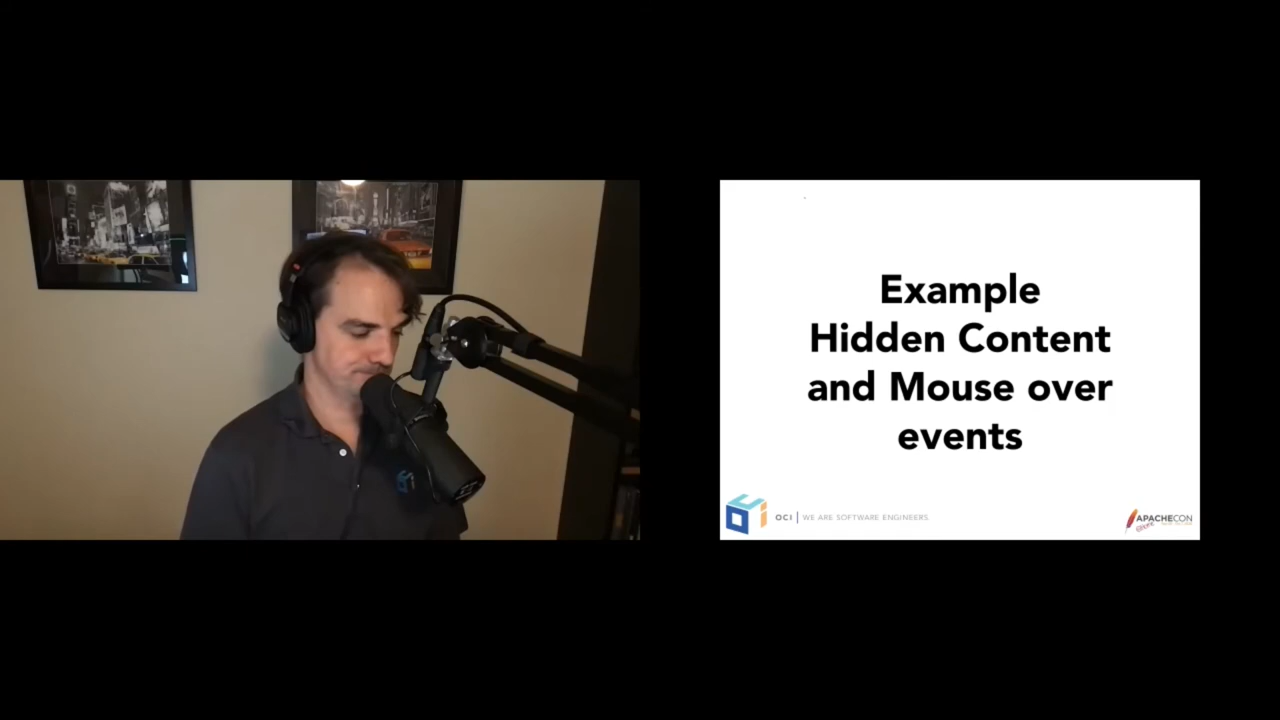 Example
Hidden Content
and Mouse over
events
OCI | WE ARE SOFTWARE ENGINEERS
APACHECON